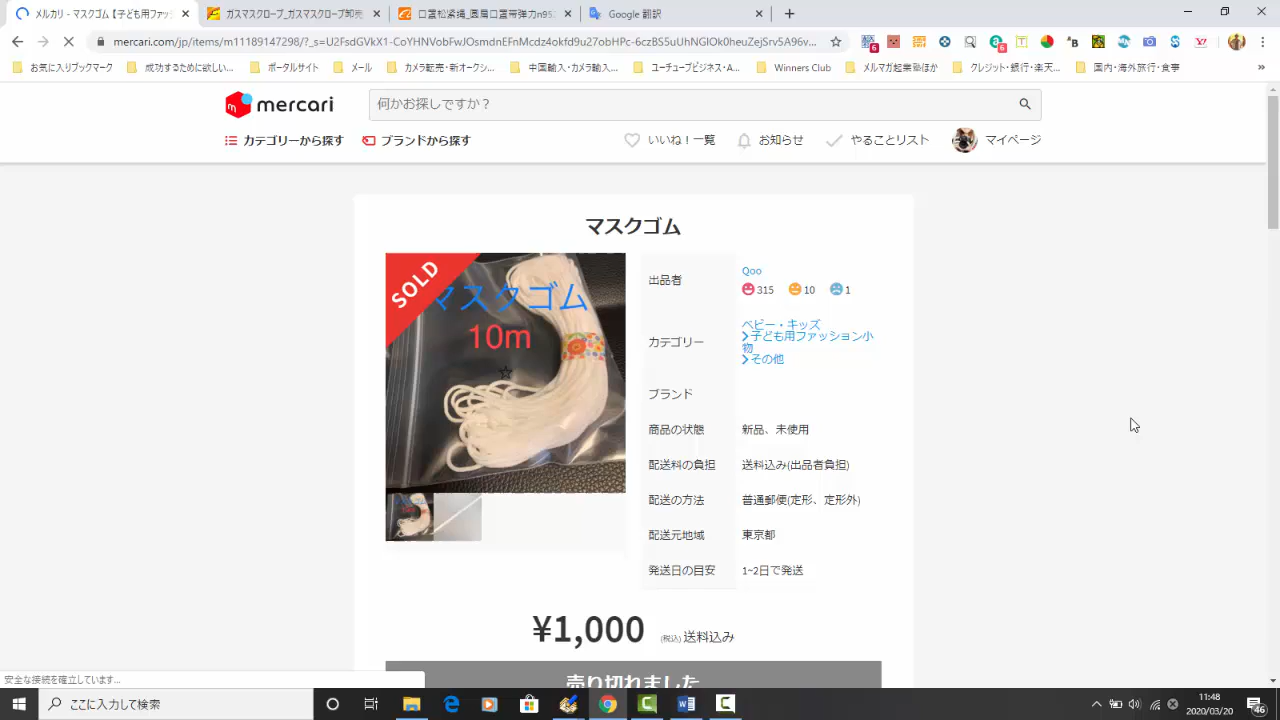 メルカリ - マスクゴム 【子ども用ファッ
ガスマスクロープ_ガスマスクロープ卸売
口罩松紧绳_圆扁口罩带弹力n95
Google 翻訳
お気に入りブックマーク
成功するために欲しい...
ポータルサイト
メール
カメラ転売・新オークシ...
中国輸入・カメラ輸入...
ユーチューブビジネス・A...
Winners Club
メルマガ起業塾ほか
クレジット・銀行・楽天...
国内・海外旅行・食事
mercari
何かお探しですか？
カテゴリーから探す
ブランドから探す
いいね！一覧
お知らせ
やることリスト
マイページ
マスクゴム
SOLD
マスクゴム
10m
出品者
Qoo
315
10
1
カテゴリー
ベビー・キッズ
子ども用ファッション小
物
その他
ブランド
商品の状態
新品、未使用
配送料の負担
送料込み(出品者負担)
配送の方法
普通郵便(定形、定形外)
配送元地域
東京都
発送日の目安
1~2日で発送
¥1,000
(税込)
送料込み
売り切れました
安全な接続を確立しています...
ここに入力して検索
11:48
2020/03/20
46